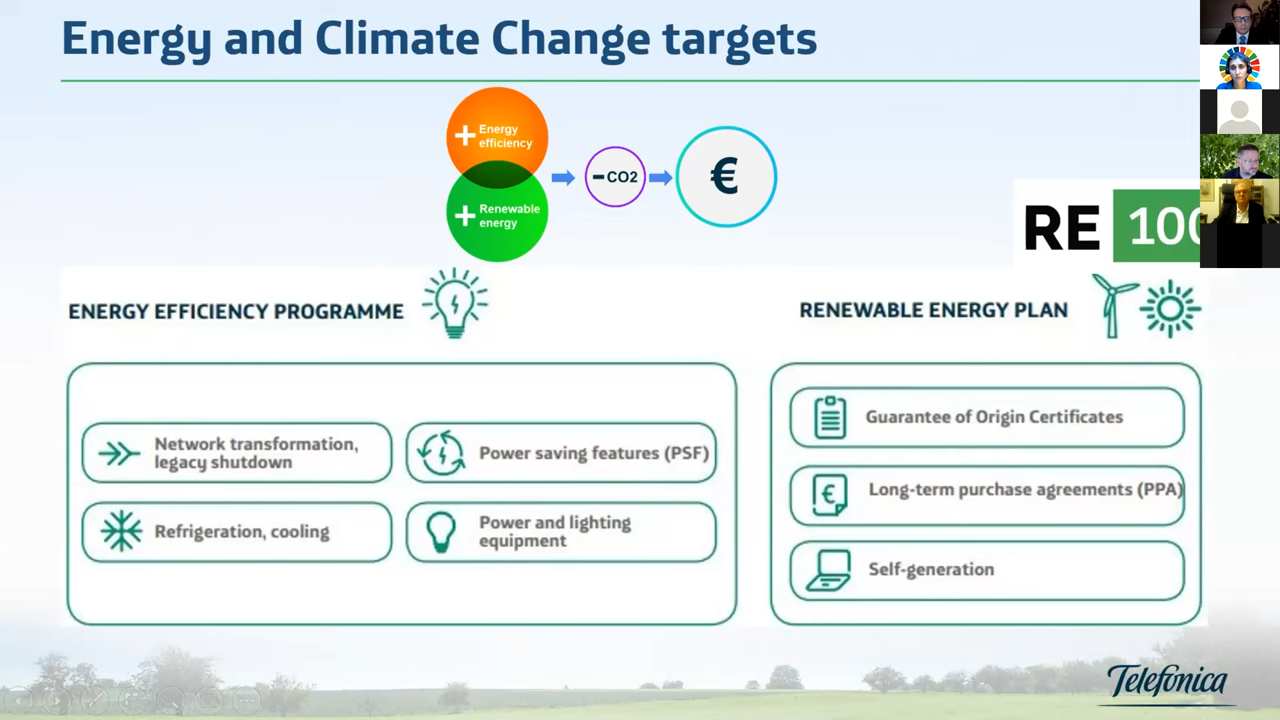 Energy and Climate Change targets
+ Energy
efficiency
+ Renewable
energy
-CO2
€
RE 100
ENERGY EFFICIENCY PROGRAMME
RENEWABLE ENERGY PLAN
Network transformation,
legacy shutdown
Power saving features (PSF)
Refrigeration, cooling
Power and lighting
equipment
Guarantee of Origin Certificates
€
Long-term purchase agreements (PPA)
Self-generation
Telefónica